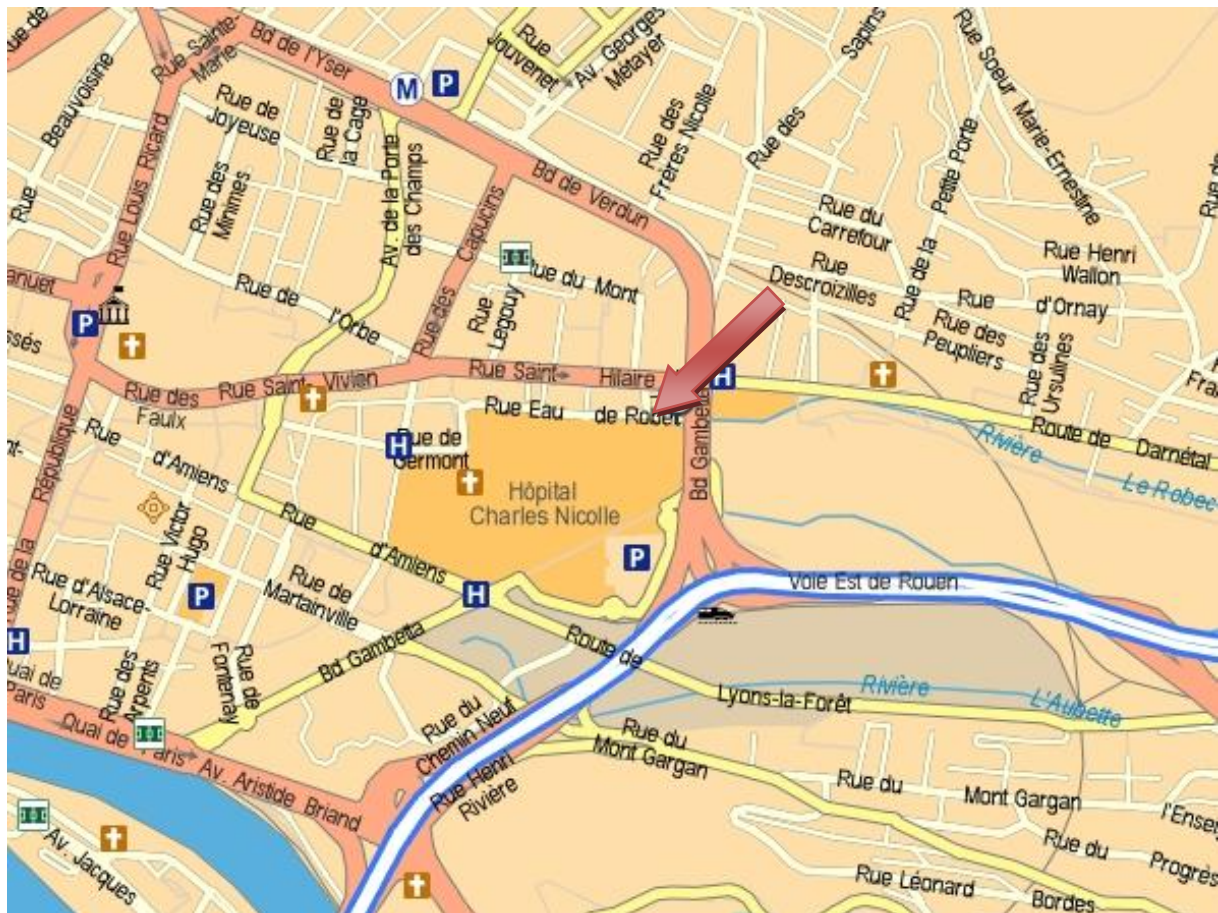 Rue de
Rue Sainte-
Marie
Bd de l'Yser
Rue
Jouvenet
Av. Georges
Métayer
Sapins
Rue des
Rue Soeur Marie-Ernestine
Beauvoisine
Rue
M
P
Rue de
Joyeuse
Rue de
la Cage
Rue des
Frères Nicolle
Rue Louis Ricard
Rue des
Minimes
Av. de la Porte
des Champs
Rue des Capucins
Bd de Verdun
Rue de la Petite Porte
Rue du
Carrefour
Rue Henri
Wallon
Rue du
Rue du Mont
Rue
Descroizilles
Rue d'Ornay
anuet
Rue de
l'Orbe
Rue
Legouy
Rue des
Peupliers
Rue des
Ursulines
P
ssés
Rue des
Faulx
Rue Saint Vivien
Rue Saint-Hilaire
H
Rue Eau de Robec
Bd Gambetta
Route de Darnétal
Rivière
Le Robec
Rue
d'Amiens
H
Rue de
Germont
Hôpital
Charles Nicolle
République
Rue de la
Rue Victor
Hugo
Rue
d'Amiens
P
Voie Est de Rouen
Rue d'Alsace-
Lorraine
P
Rue de
Martainville
H
H
Bd Gambetta
Route de
Lyons-la-Forêt
Rivière
L'Aubette
Quai de
Paris
Rue des
Arpents
Rue de
Fontenay
Quai de Paris
Av. Aristide Briand
Rue du
Chemin Neuf
Rue Henri
Rivière
Rue du
Mont Gargan
Rue du
Mont Gargan
Rue du
Progrès
Rue Léonard
Bordes
Av. Jacques